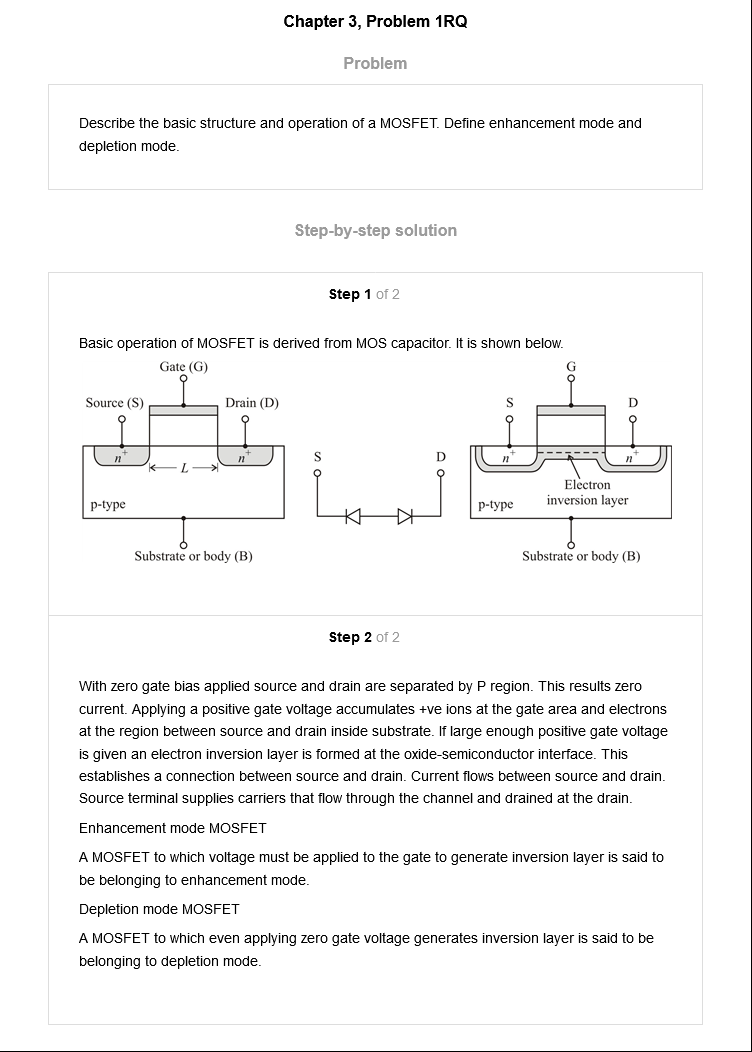 Chapter 3, Problem 1RQ
Problem
Describe the basic structure and operation of a MOSFET. Define enhancement mode and
depletion mode.
Step-by-step solution
Step 1 of 2
Basic operation of MOSFET is derived from MOS capacitor. It is shown below.
Gate (G)
Source (S)
Drain (D)
n+
L
n+
p-type
Substrate or body (B)
S
D
G
S
D
n+
n+
Electron
inversion layer
p-type
Substrate or body (B)
Step 2 of 2
With zero gate bias applied source and drain are separated by P region. This results zero
current. Applying a positive gate voltage accumulates +ve ions at the gate area and electrons
at the region between source and drain inside substrate. If large enough positive gate voltage
is given an electron inversion layer is formed at the oxide-semiconductor interface. This
establishes a connection between source and drain. Current flows between source and drain.
Source terminal supplies carriers that flow through the channel and drained at the drain.
Enhancement mode MOSFET
A MOSFET to which voltage must be applied to the gate to generate inversion layer is said to
be belonging to enhancement mode.
Depletion mode MOSFET
A MOSFET to which even applying zero gate voltage generates inversion layer is said to be
belonging to depletion mode.